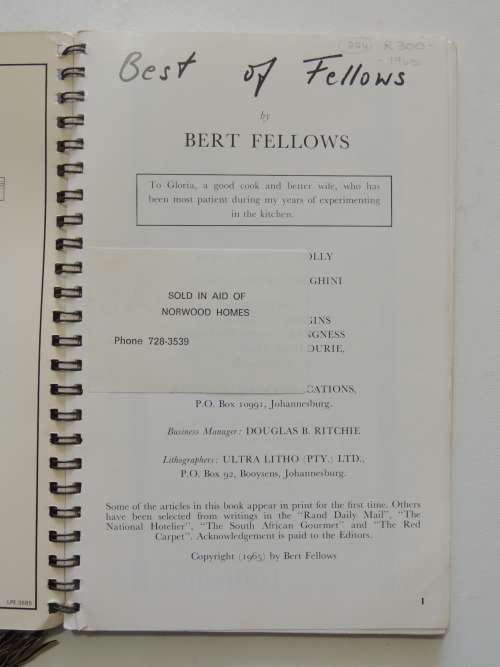 (224) R300-
- 1965
Best of Fellows
by
BERT FELLOWS
To Gloria, a good cook and better wife, who has
been most patient during my years of experimenting
in the kitchen.
OLLY
GHINI
SOLD IN AID OF
NORWOOD HOMES
GINS
NGNESS
OURIE,
Phone 728-3539
CATIONS,
P.O. Box 10991, Johannesburg.
Business Manager: DOUGLAS B. RITCHIE
Lithographers: ULTRA LITHO (PTY.) LTD.,
P.O. Box 92, Booysens, Johannesburg.
Some of the articles in this book appear in print for the first time. Others
have been selected from writings in the "Rand Daily Mail", "The
National Hotelier", "The South African Gourmet" and "The Red
Carpet". Acknowledgement is paid to the Editors.
Copyright (1965) by Bert Fellows
1